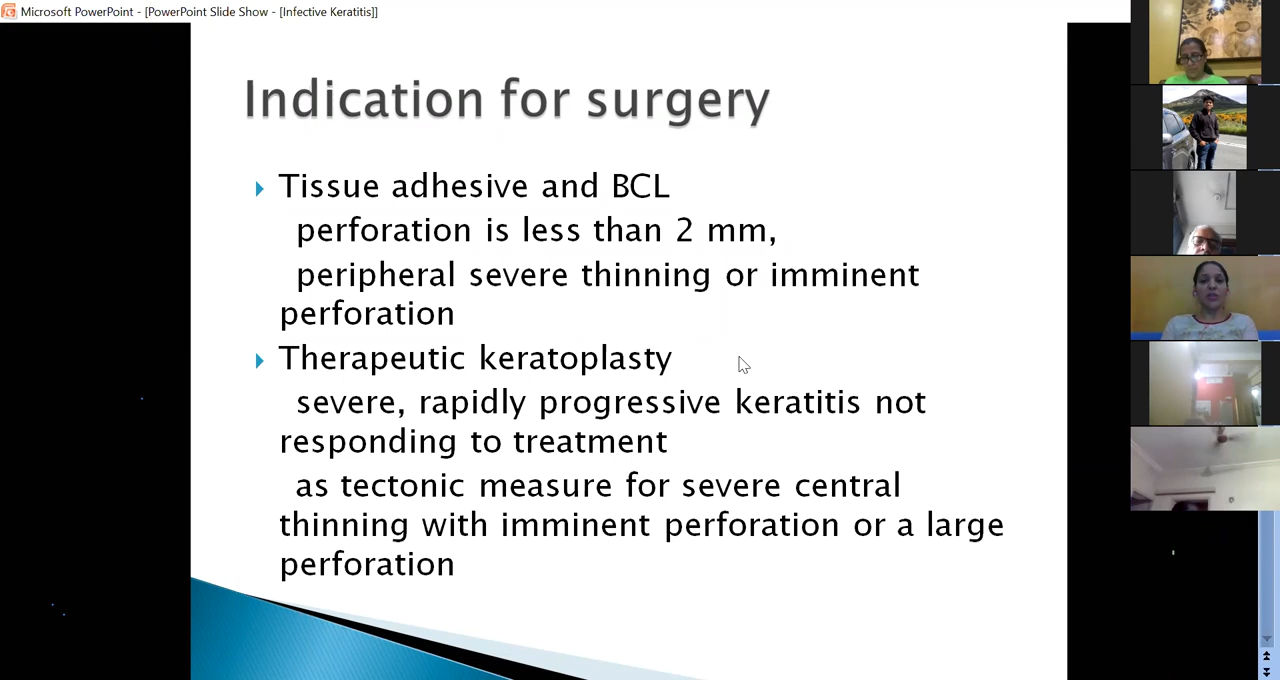 Microsoft PowerPoint - [PowerPoint Slide Show - [Infective Keratitis]]
Indication for surgery
Tissue adhesive and BCL
perforation is less than 2 mm,
peripheral severe thinning or imminent
perforation
Therapeutic keratoplasty
severe, rapidly progressive keratitis not
responding to treatment
as tectonic measure for severe central
thinning with imminent perforation or a large
perforation